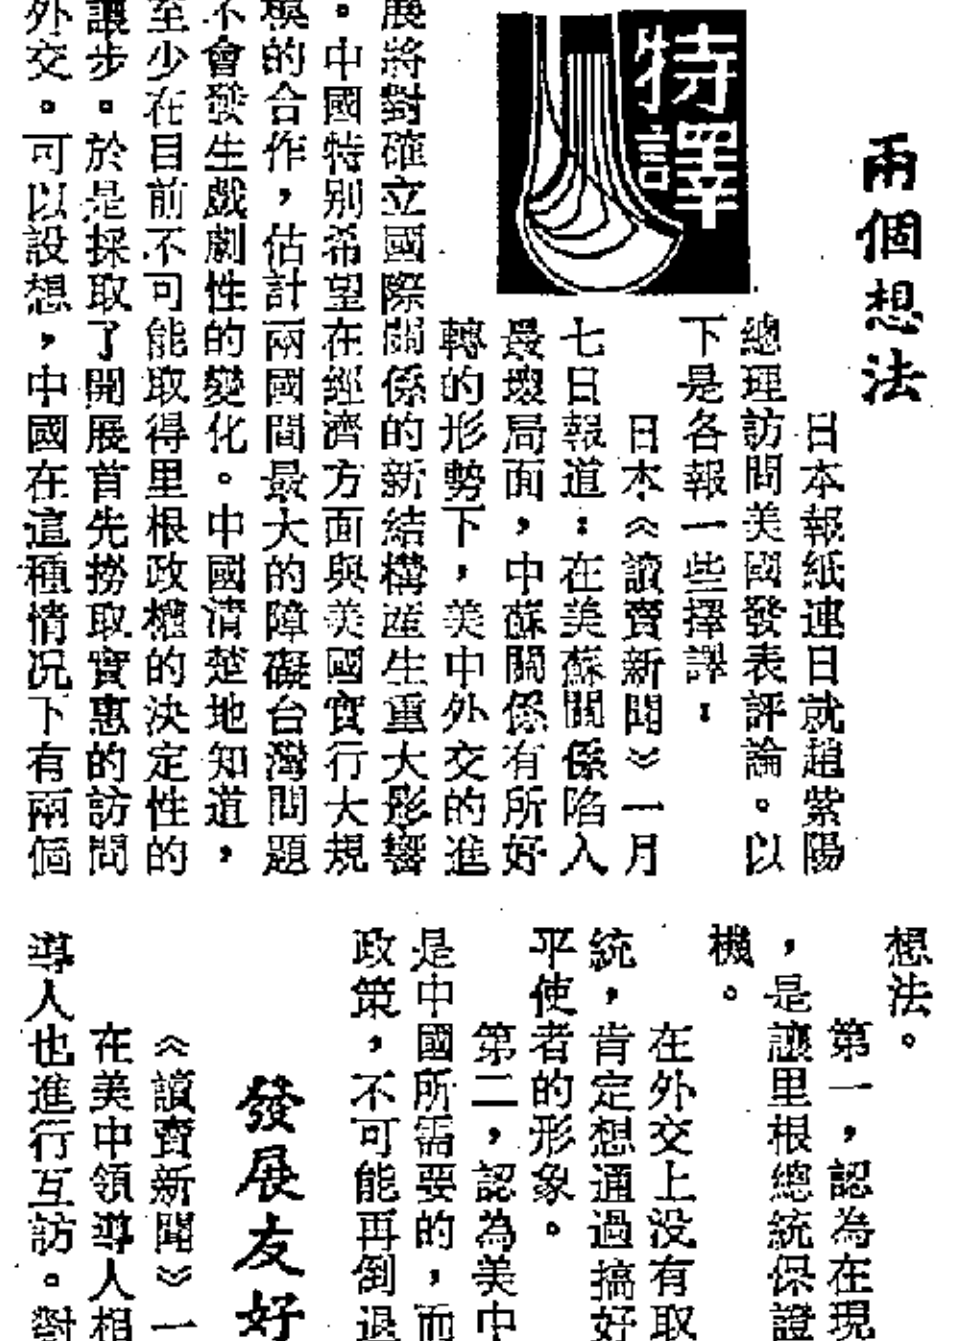 兩個想法
特譯
日本報紙連日就趙紫陽
總理訪問美國發表評論。以
下是各報一些擇譯：
日本《讀賣新聞》一月
七日報道：在美蘇關係陷入
最壞局面，中蘇關係有所好
轉的形勢下，美中外交的進
展將對確立國際關係的新結構產生重大影響
。中國特别希望在經濟方面與美國實行大規
模的合作，估計兩國間最大的障礙台灣問題
不會發生戲劇性的變化。中國清楚地知道，
至少在目前不可能取得里根政權的決定性的
讓步。於是採取了開展首先撈取實惠的訪問
外交。可以設想，中國在這種情况下有兩個
想法。
第一，認為在現
，是讓里根總統保證
機。
在外交上没有取
統，肯定想通過搞好
平使者的形象。
第二，認為美中
是中國所需要的，而
政策，不可能再倒退
發展友好
《讀賣新聞》一
在美中領導人相
導人也進行互訪。對